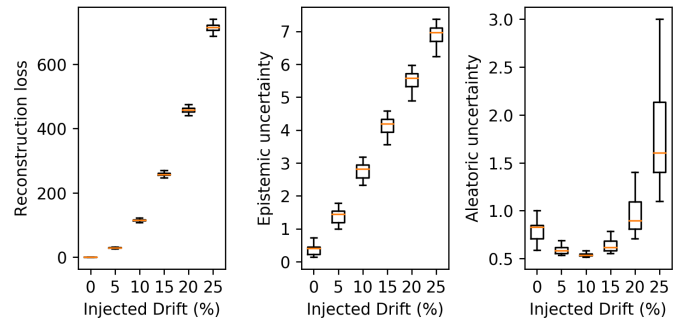 Reconstruction loss
600
400
200
0
0 5 10 15 20 25
Injected Drift (%)
Epistemic uncertainty
7
6
5
4
3
2
1
0
0 5 10 15 20 25
Injected Drift (%)
Aleatoric uncertainty
3.0
2.5
2.0
1.5
1.0
0.5
0 5 10 15 20 25
Injected Drift (%)